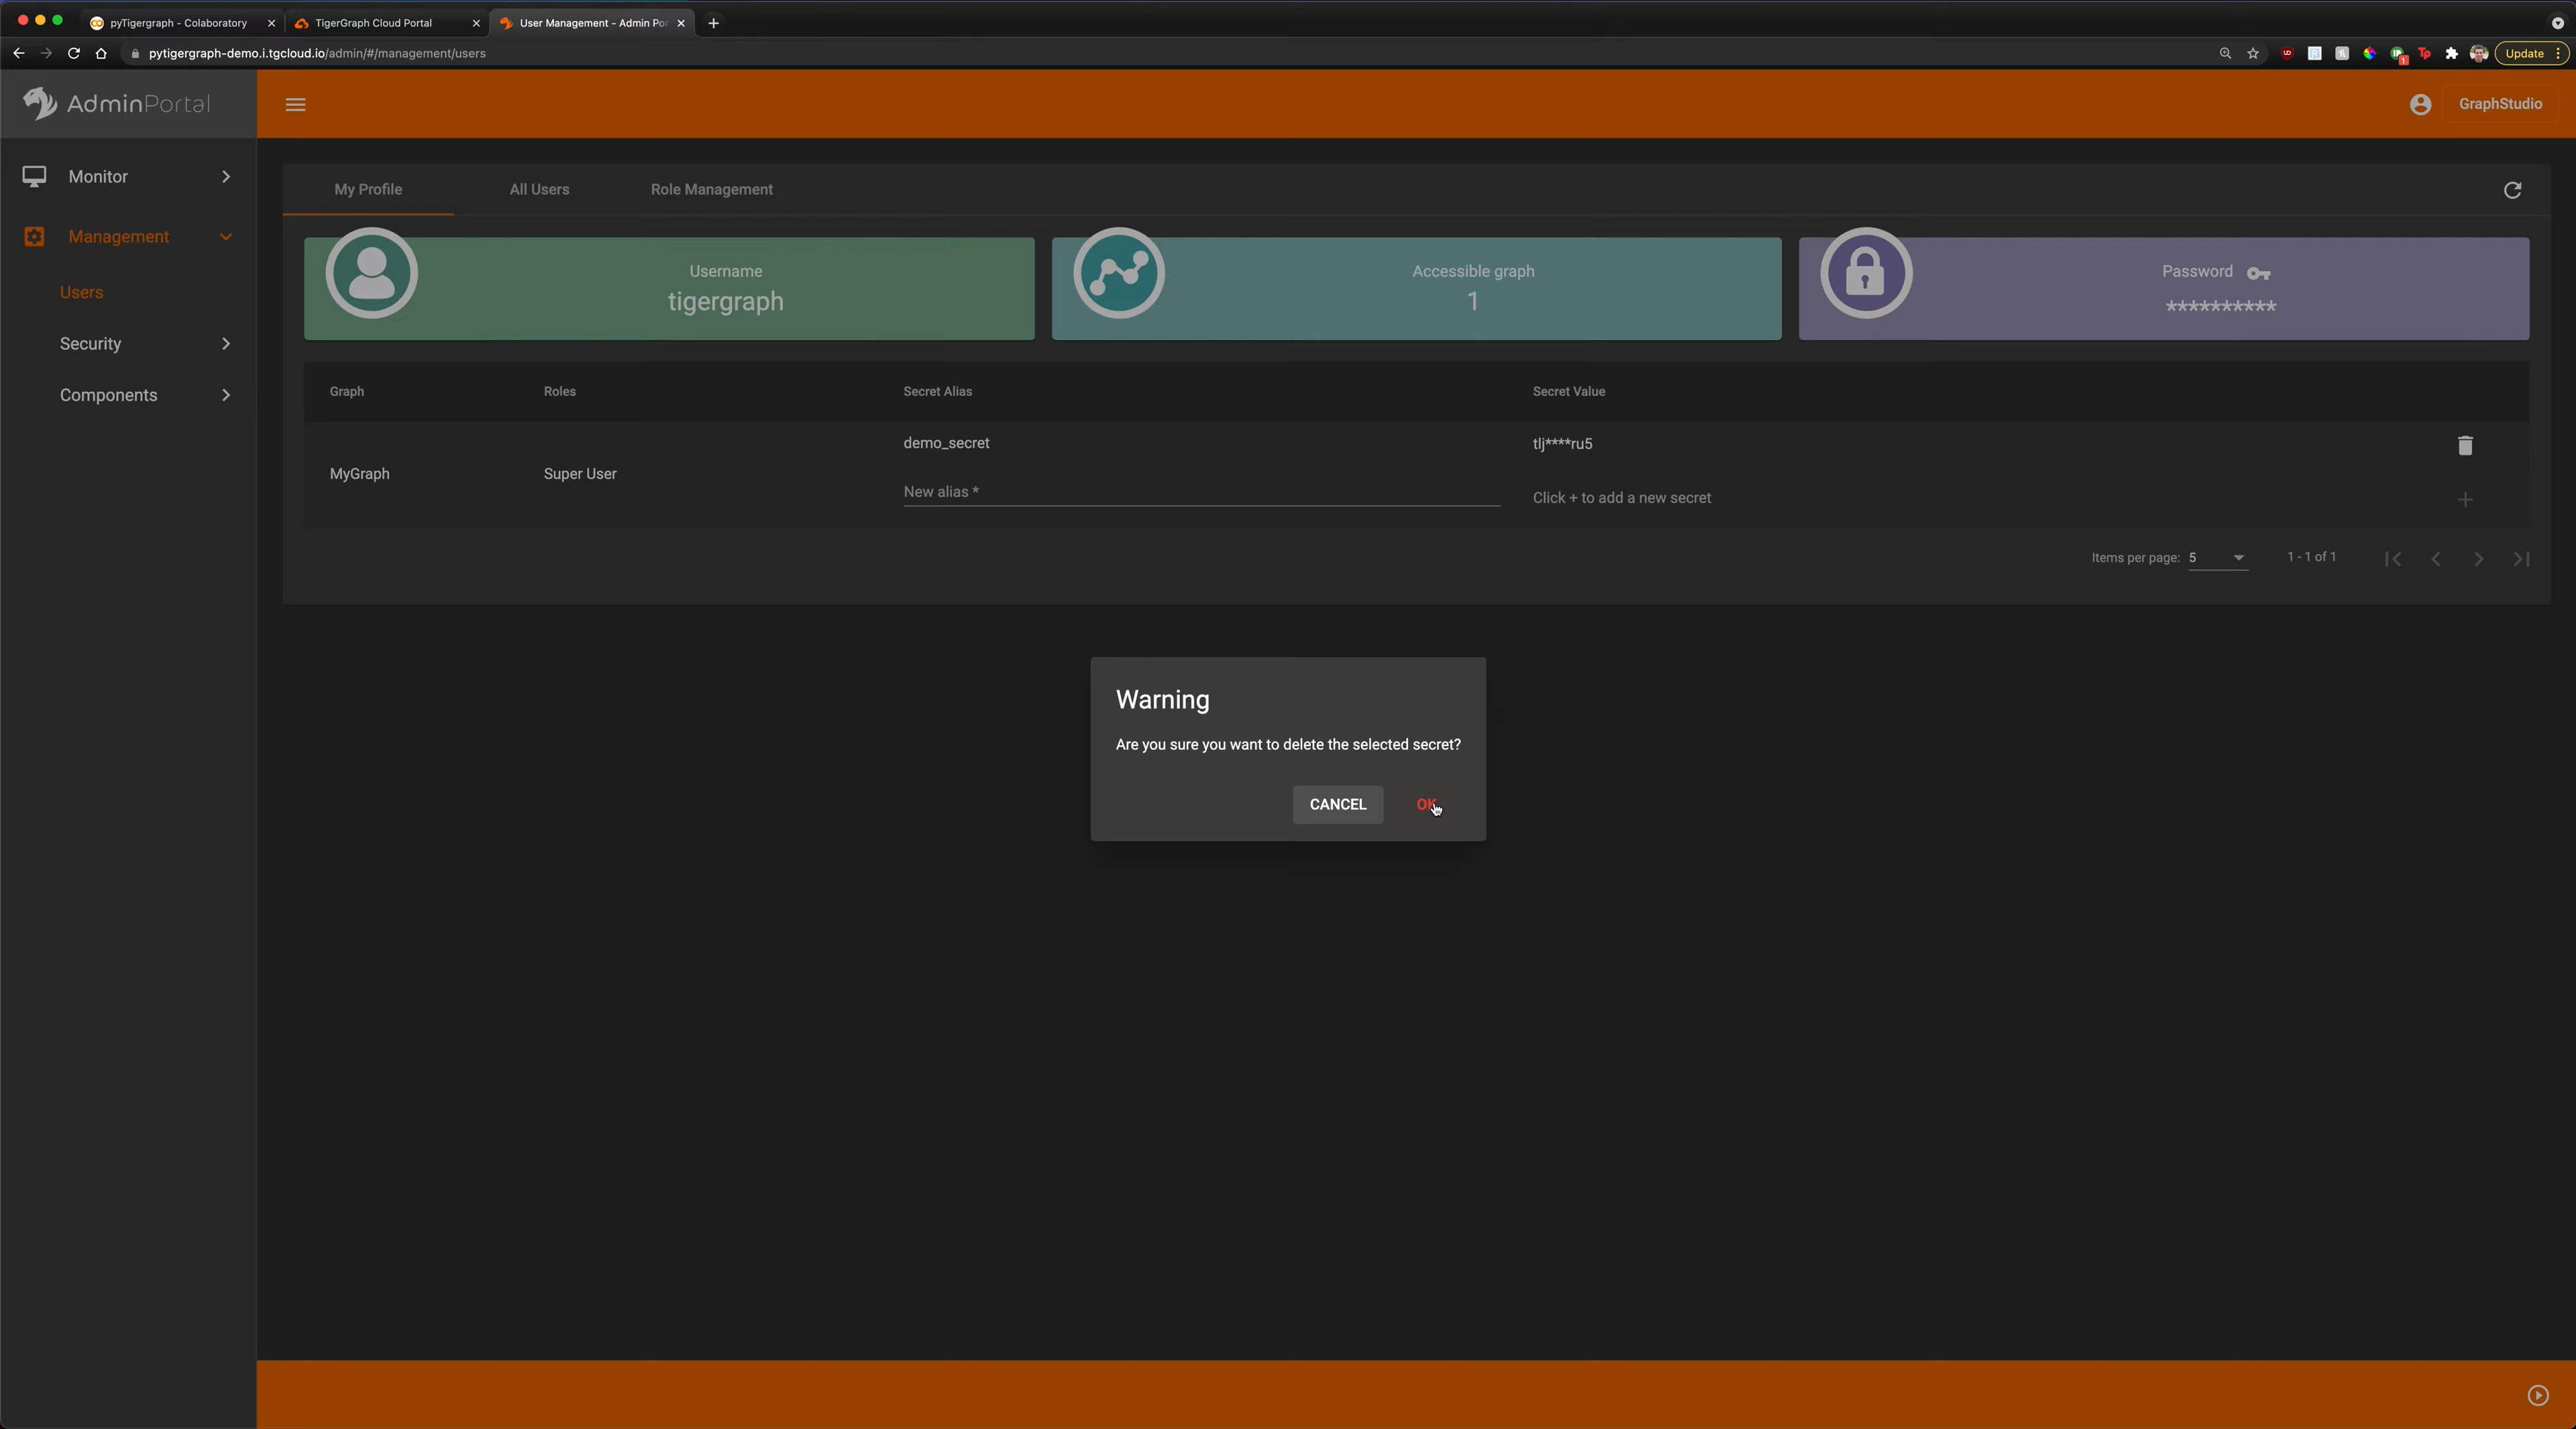 pyTigergraph - Colaboratory
TigerGraph Cloud Portal
User Management - Admin Por
pytigergraph-demo.i.tgcloud.io/admin/#/management/users
Update
AdminPortal
GraphStudio
Monitor
Management
Users
Security
Components
My Profile
All Users
Role Management
Username
tigergraph
Accessible graph
1
Password
**********
Graph
Roles
Secret Alias
Secret Value
MyGraph
Super User
demo_secret
tlj****ru5
New alias *
Click + to add a new secret
Items per page: 5
1 - 1 of 1
Warning
Are you sure you want to delete the selected secret?
CANCEL
OK